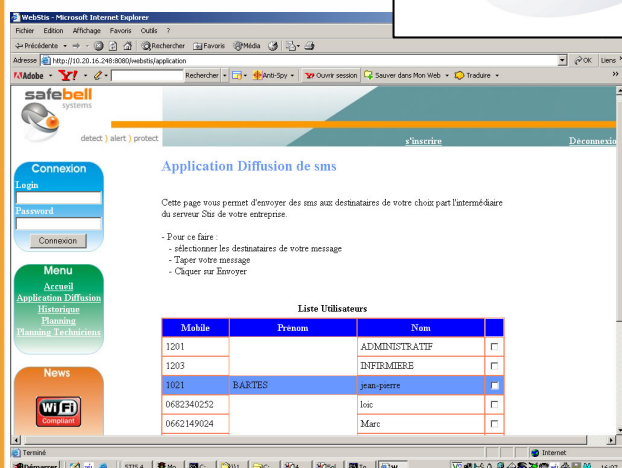 WebStis - Microsoft Internet Explorer
Fichier Edition Affichage Favoris Outils ?
Précédente Rechercher Favoris Média
Adresse http://10.20.16.248:8080/webstis/application OK Liens »
Adobe Y! Rechercher Anti-Spy Ouvrir session Sauver dans Mon Web Traduire »
safebell
systems
detect ) alert ) protect
s'inscrire Déconnexio
Connexion
Login
Password
Connexion
Menu
Accueil
Application Diffusion
Historique
Planning
Planning Techniciens
News
Wi Fi
Compliant
Application Diffusion de sms
Cette page vous permet d'envoyer des sms aux destinataires de votre choix part l'intermédiaire
du serveur Stis de votre entreprise.
- Pour ce faire :
- sélectionner les destinataires de votre message
- Taper votre message
- Cliquer sur Envoyer
Liste Utilisateurs
Mobile Prénom Nom
1201 ADMINISTRATIF
1203 INFIRMIERE
1021 BARTES jean-pierre
0682340252 loic
0662149024 Marc
Terminé Internet
Démarrer 16:07